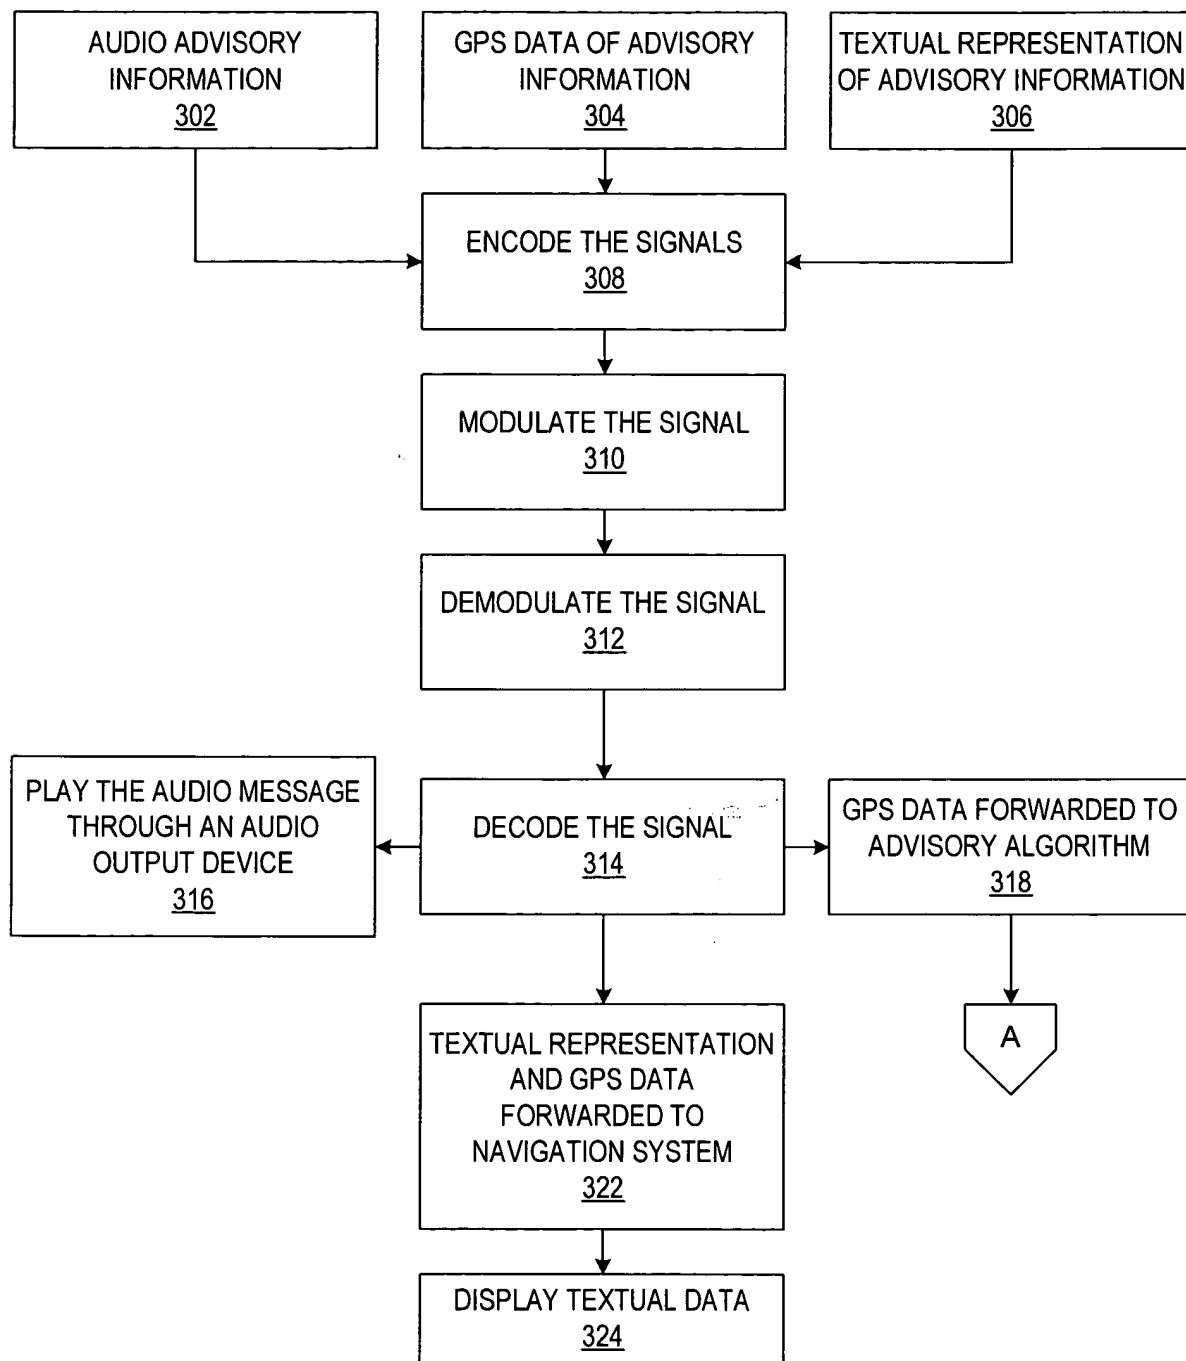 AUDIO ADVISORY
INFORMATION
302
GPS DATA OF ADVISORY
INFORMATION
304
TEXTUAL REPRESENTATION
OF ADVISORY INFORMATION
306
ENCODE THE SIGNALS
308
MODULATE THE SIGNAL
310
DEMODULATE THE SIGNAL
312
PLAY THE AUDIO MESSAGE
THROUGH AN AUDIO
OUTPUT DEVICE
316
DECODE THE SIGNAL
314
GPS DATA FORWARDED TO
ADVISORY ALGORITHM
318
A
TEXTUAL REPRESENTATION
AND GPS DATA
FORWARDED TO
NAVIGATION SYSTEM
322
DISPLAY TEXTUAL DATA
324